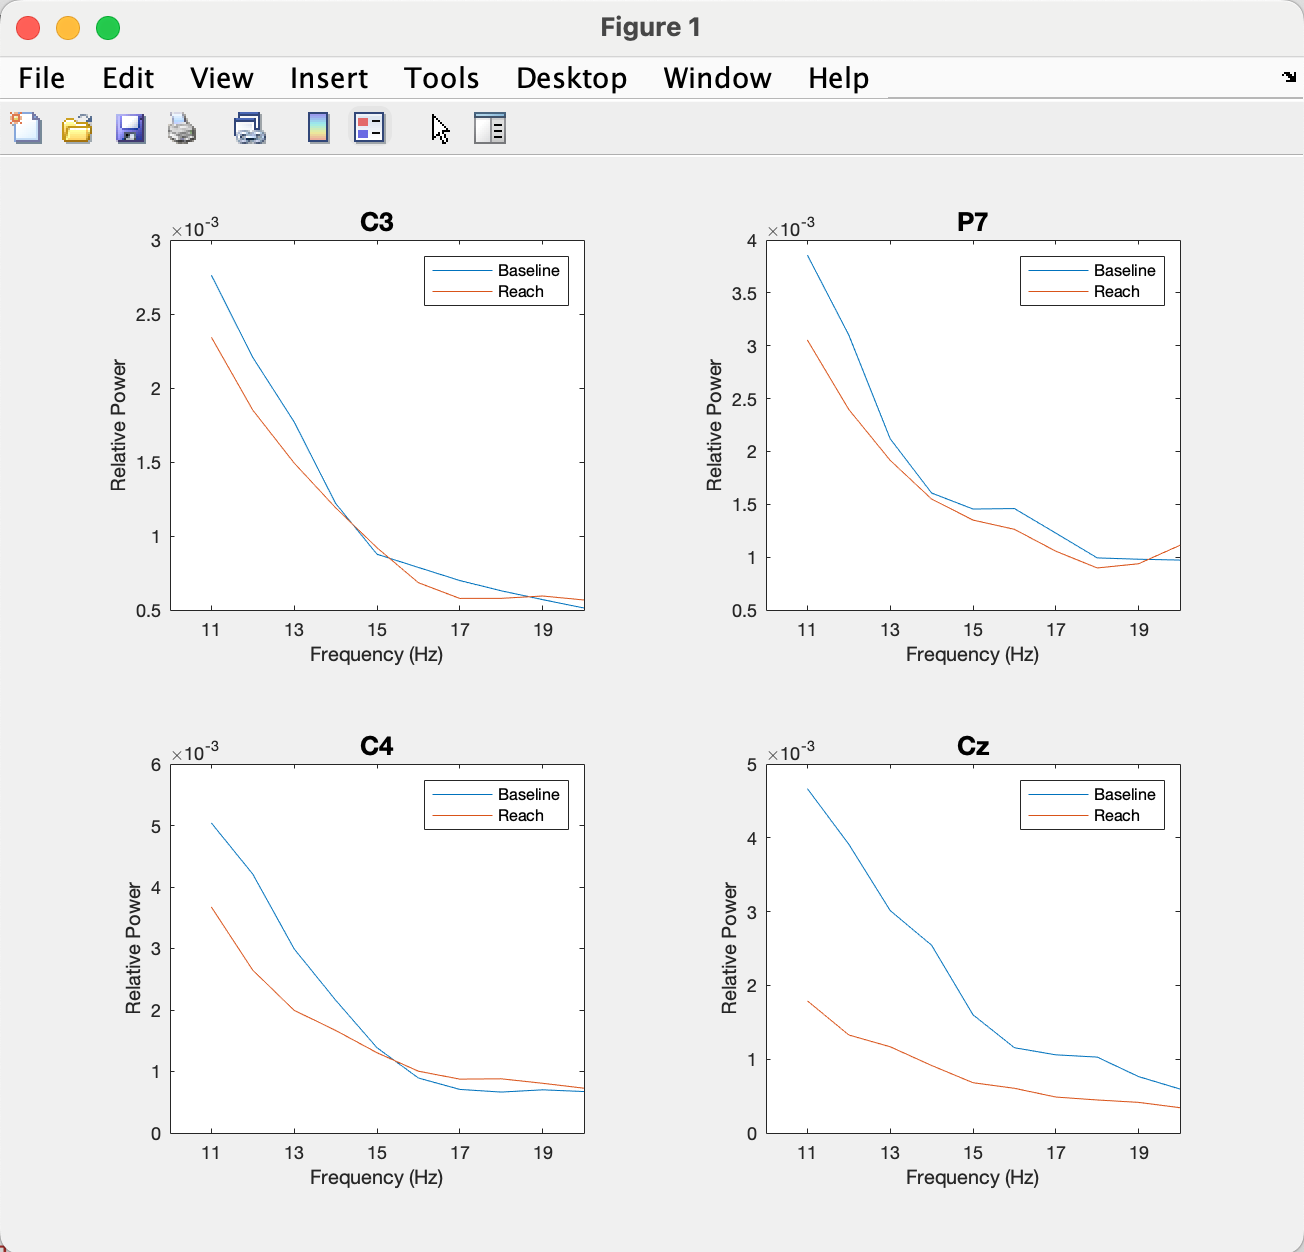 Figure 1
File Edit View Insert Tools Desktop Window Help
C3
×10-3
3
2.5
2
1.5
1
0.5
Relative Power
11 13 15 17 19
Frequency (Hz)
Baseline
Reach
P7
×10-3
4
3.5
3
2.5
2
1.5
1
0.5
Relative Power
11 13 15 17 19
Frequency (Hz)
Baseline
Reach
C4
×10-3
6
5
4
3
2
1
0
Relative Power
11 13 15 17 19
Frequency (Hz)
Baseline
Reach
Cz
×10-3
5
4
3
2
1
0
Relative Power
11 13 15 17 19
Frequency (Hz)
Baseline
Reach